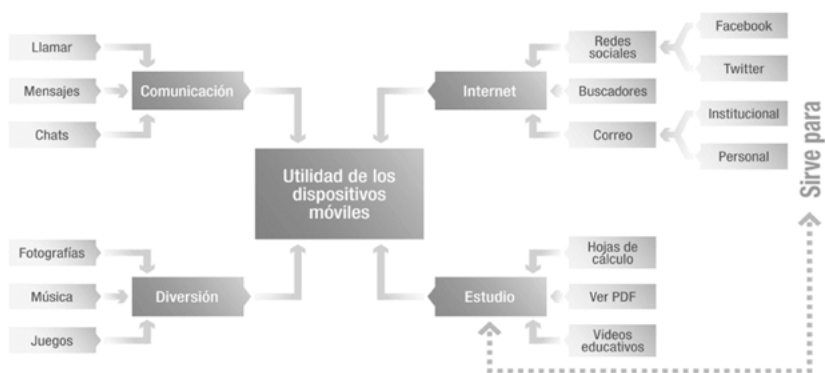 Llamar
Mensajes
Chats
Comunicación
Internet
Redes
sociales
Buscadores
Correo
Facebook
Twitter
Institucional
Personal
Sirve para
Utilidad de los
dispositivos
móviles
Fotografías
Música
Juegos
Diversión
Estudio
Hojas de
cálculo
Ver PDF
Videos
educativos